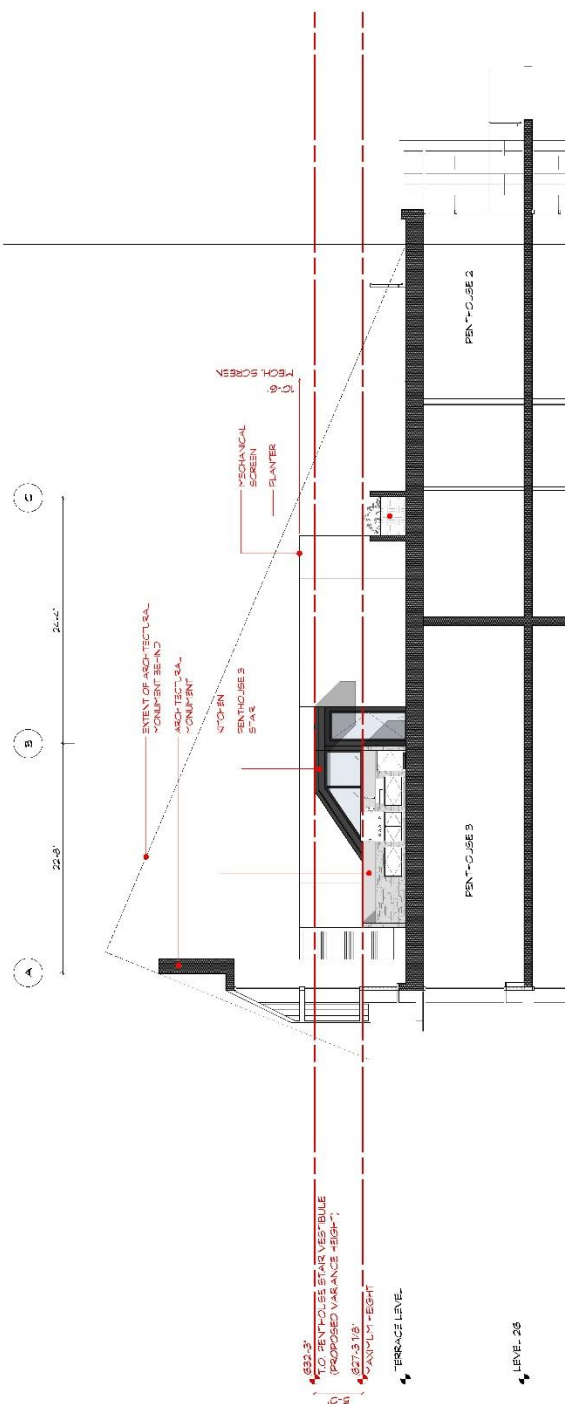 A
B
C
22'-8"
24'-4"
EXTENT OF ARCHITECTURAL
MONUMENT BEHIND
ARCHITECTURAL
MONUMENT
KITCHEN
PENTHOUSE 3
STAIR
MECHANICAL
SCREEN
PLANTER
10'-6"
MECH. SCREEN
632'-3"
T.O. PENTHOUSE STAIR VESTIBULE
(PROPOSED VARIANCE HEIGHT)
627'-3 1/8"
MAXIMUM HEIGHT
TERRACE LEVEL
LEVEL 26
PENTHOUSE 3
PENTHOUSE 2